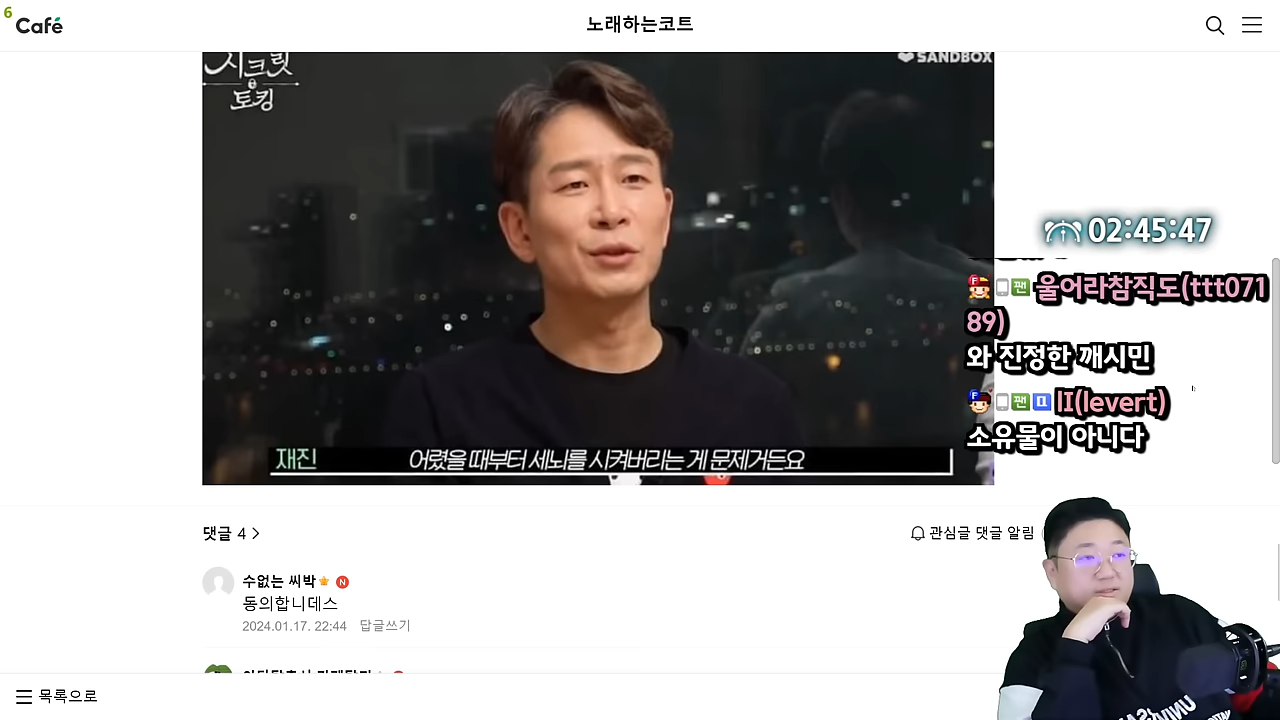 6
Café
노래하는코트
시크릿
토킹
SANDBOX
02:45:47
울어라참직도(ttt071
89)
와 진정한 깨시민
lI(levert)
소유물이 아니다
재진
어렸을 때부터 세뇌를 시켜버리는 게 문제거든요
댓글 4
관심글 댓글 알림
수없는 씨박
N
동의합니데스
2024.01.17. 22:44 답글쓰기
목록으로